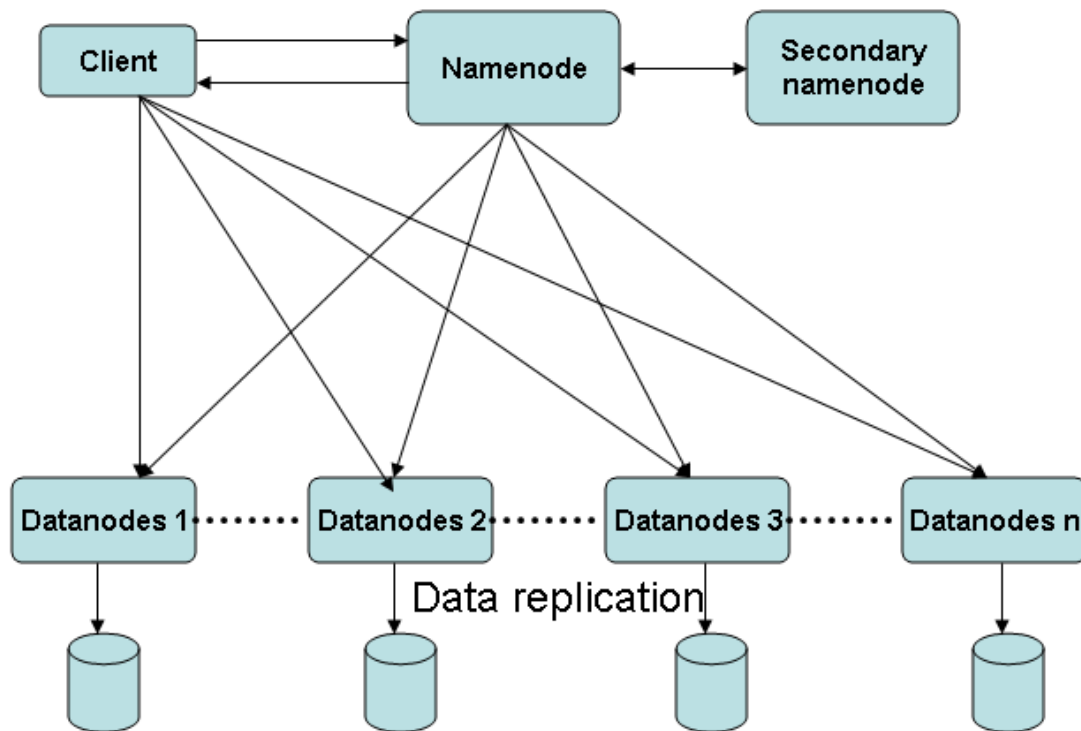 Client
Namenode
Secondary
namenode
Datanodes 1
Datanodes 2
Datanodes 3
Datanodes n
Data replication